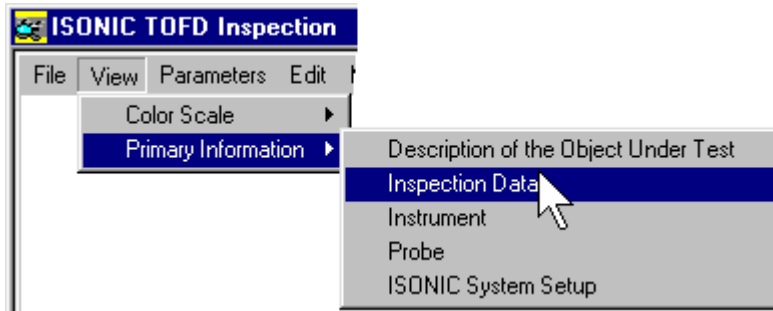 ISONIC TOFD Inspection
File View Parameters Edit
Color Scale
Primary Information
Description of the Object Under Test
Inspection Data
Instrument
Probe
ISONIC System Setup